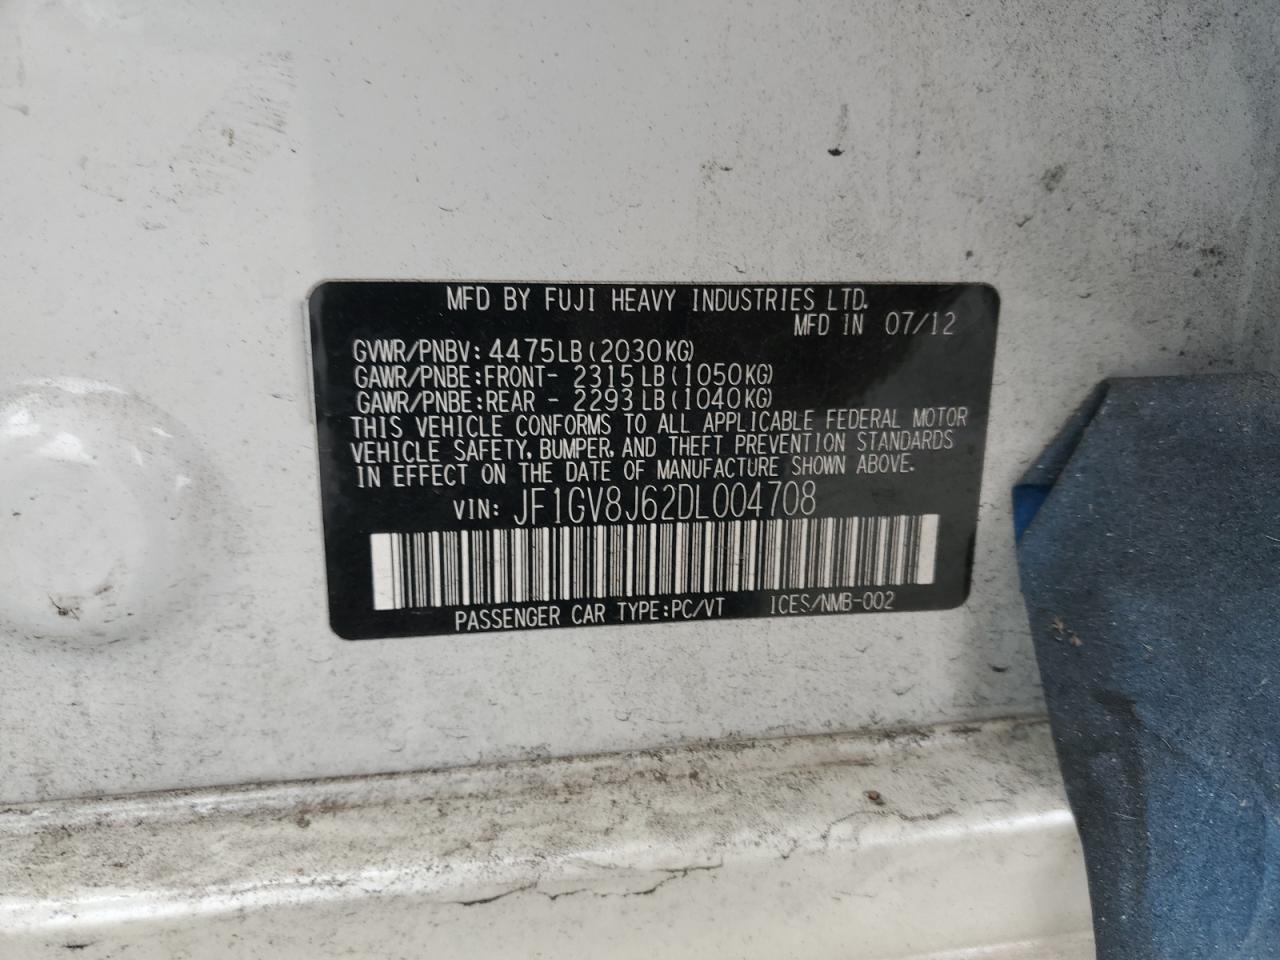 MFD BY FUJI HEAVY INDUSTRIES LTD.
MFD IN 07/12
GVWR/PNBV: 4475LB(2030KG)
GAWR/PNBE:FRONT- 2315LB(1050KG)
GAWR/PNBE:REAR - 2293LB(1040KG)
THIS VEHICLE CONFORMS TO ALL APPLICABLE FEDERAL MOTOR
VEHICLE SAFETY, BUMPER, AND THEFT PREVENTION STANDARDS
IN EFFECT ON THE DATE OF MANUFACTURE SHOWN ABOVE.
VIN: JF1GV8J62DL004708
PASSENGER CAR TYPE:PC/VT ICES/NMB-002